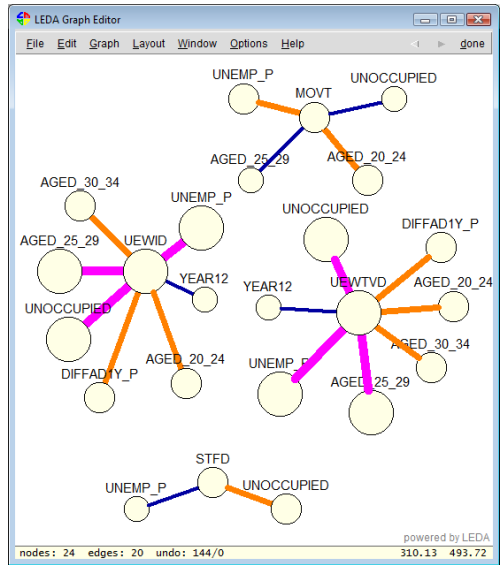 LEDA Graph Editor
File Edit Graph Layout Window Options Help done
UNEMP_P
UNOCCUPIED
MOVT
AGED_25_29
AGED_20_24
AGED_30_34
UNEMP_P
UNOCCUPIED
AGED_25_29
UEWID
DIFFAD1Y_P
UEWTVD
YEAR12
YEAR12
AGED_20_24
UNOCCUPIED
AGED_30_34
DIFFAD1Y_P
AGED_20_24
UNEMP_P
AGED_25_29
STFD
UNEMP_P
UNOCCUPIED
powered by LEDA
nodes: 24 edges: 20 undo: 144/0 310.13 493.72